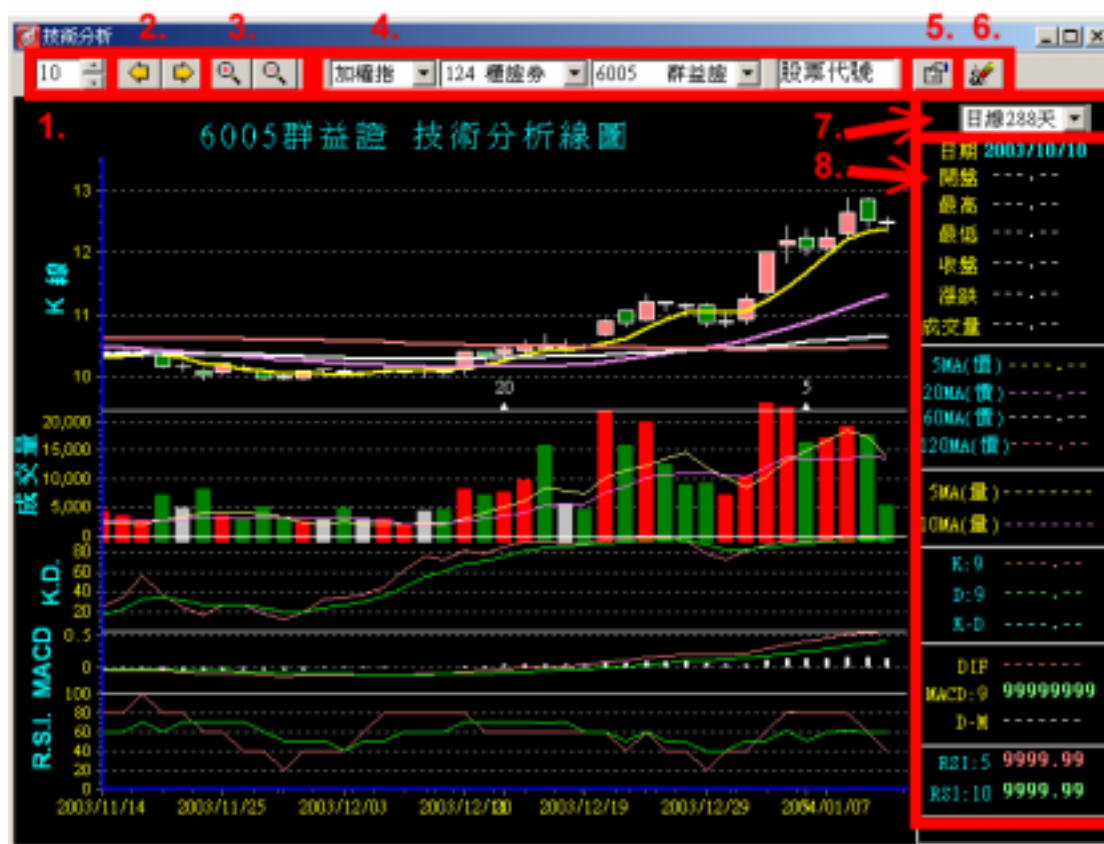 技術分析
2. 3. 4. 5. 6.
10 加權指 124 櫃證券 6005 群益證 股票代號
1.
6005群益證 技術分析線圖
7.
日線288天
8.
日期 2003/10/10
開盤 ---.--
最高 ---.--
最低 ---.--
收盤 ---.--
漲跌 ---.--
成交量 ---.--
K 線
13
12
11
10
20 5
5MA(價)----.--
20MA(價)----.--
60MA(價)----.--
120MA(價)----.--
成交量
20,000
15,000
10,000
5,000
0
5MA(量)-------
10MA(量)-------
K.D.
80
60
40
20
K:9 ----.--
D:9 ----.--
K-D ----.--
MACD
0.5
0
DIF -------
MACD:9 99999999
D-M -------
R.S.I.
100
80
60
40
20
0
RSI:5 9999.99
RSI:10 9999.99
2003/11/14 2003/11/25 2003/12/03 2003/12/19 2003/12/29